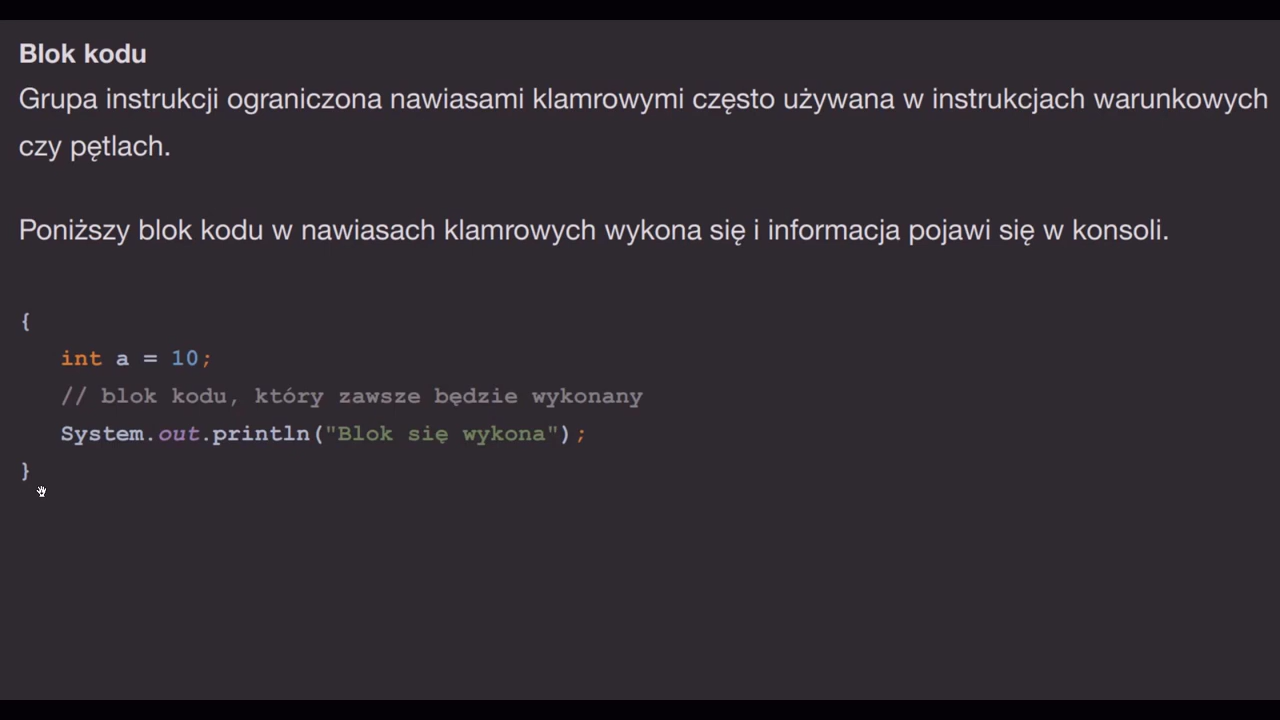 Blok kodu
Grupa instrukcji ograniczona nawiasami klamrowymi często używana w instrukcjach warunkowych
czy pętlach.
Poniższy blok kodu w nawiasach klamrowych wykona się i informacja pojawi się w konsoli.
{
int a = 10;
// blok kodu, który zawsze będzie wykonany
System.out.println("Blok się wykona");
}